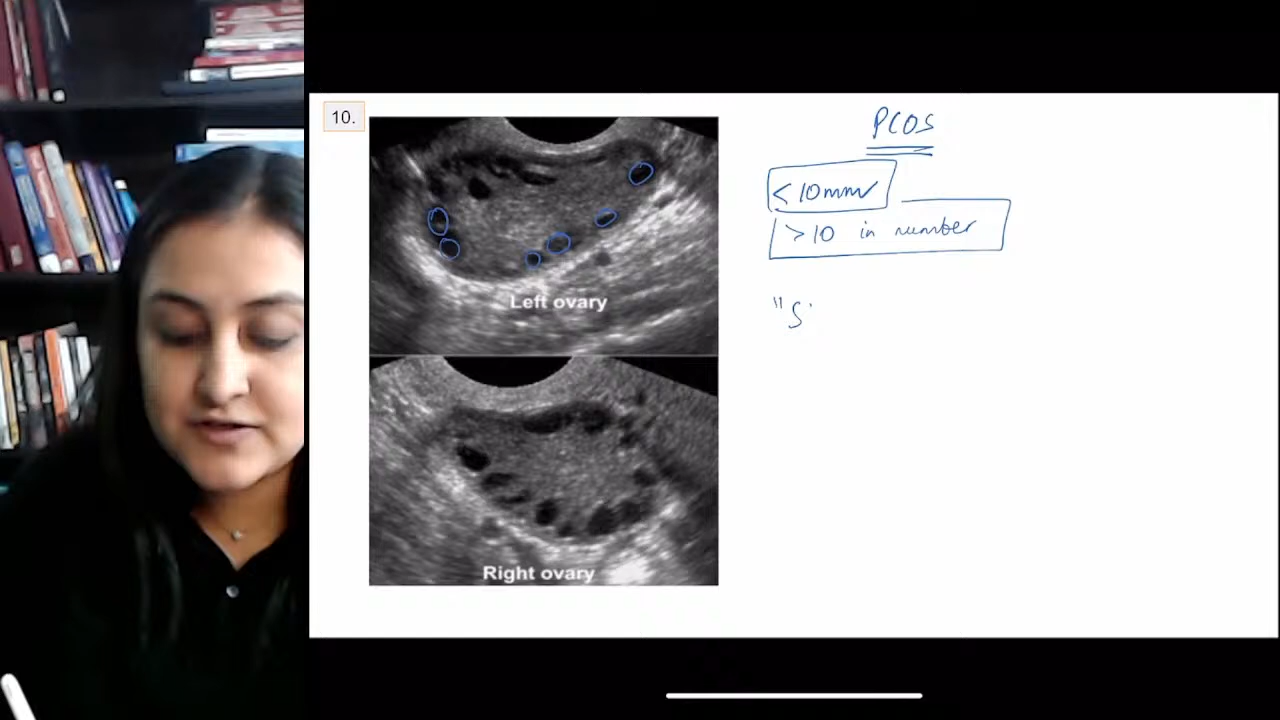 10.
PCOS
< 10mm
> 10 in number
"S
Left ovary
Right ovary